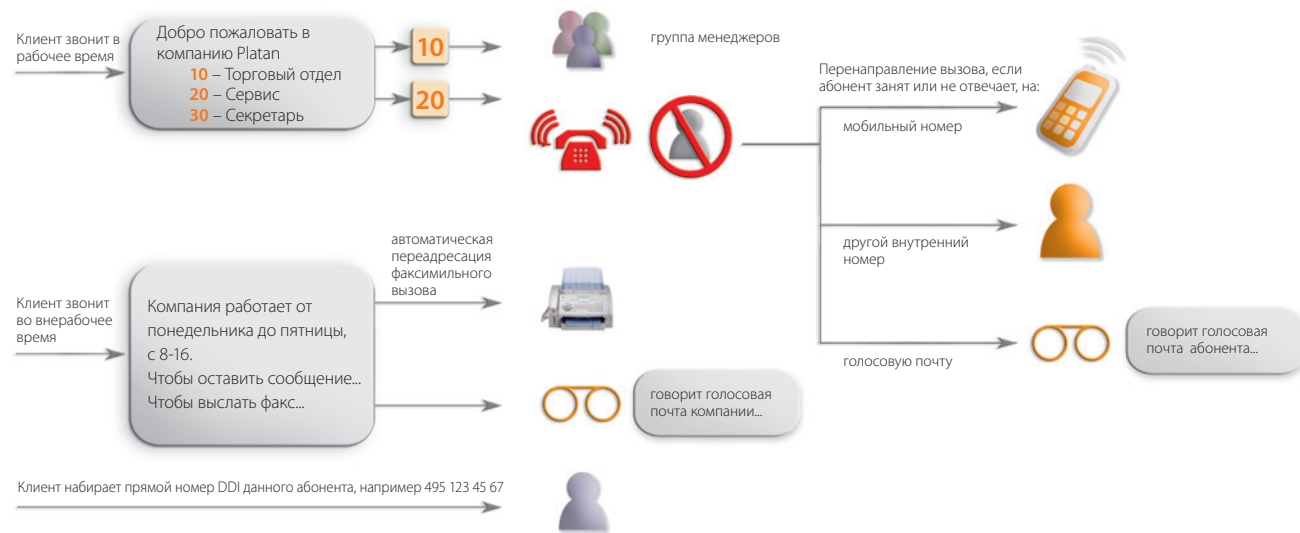 Клиент звонит в
рабочее время
Добро пожаловать в
компанию Platan
10 – Торговый отдел
20 – Сервис
30 – Секретарь
10
20
группа менеджеров
Перенаправление вызова, если
абонент занят или не отвечает, на:
мобильный номер
другой внутренний
номер
голосовую почту
говорит голосовая
почта абонента...
Клиент звонит
во внерабочее
время
Компания работает от
понедельника до пятницы,
с 8-16.
Чтобы оставить сообщение...
Чтобы выслать факс...
автоматическая
переадресация
факсимильного
вызова
говорит голосовая
почта компании...
Клиент набирает прямой номер DDI данного абонента, например 495 123 45 67